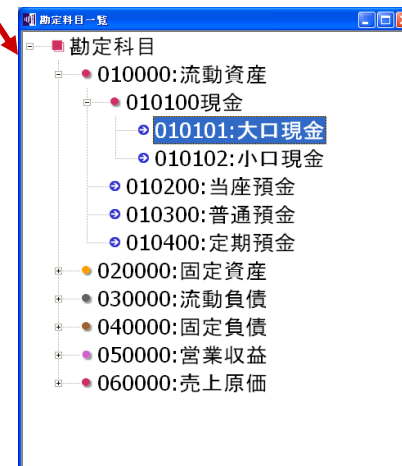 勘定科目一覧
勘定科目
010000:流動資産
010100現金
010101:大口現金
010102:小口現金
010200:当座預金
010300:普通預金
010400:定期預金
020000:固定資産
030000:流動負債
040000:固定負債
050000:営業収益
060000:売上原価